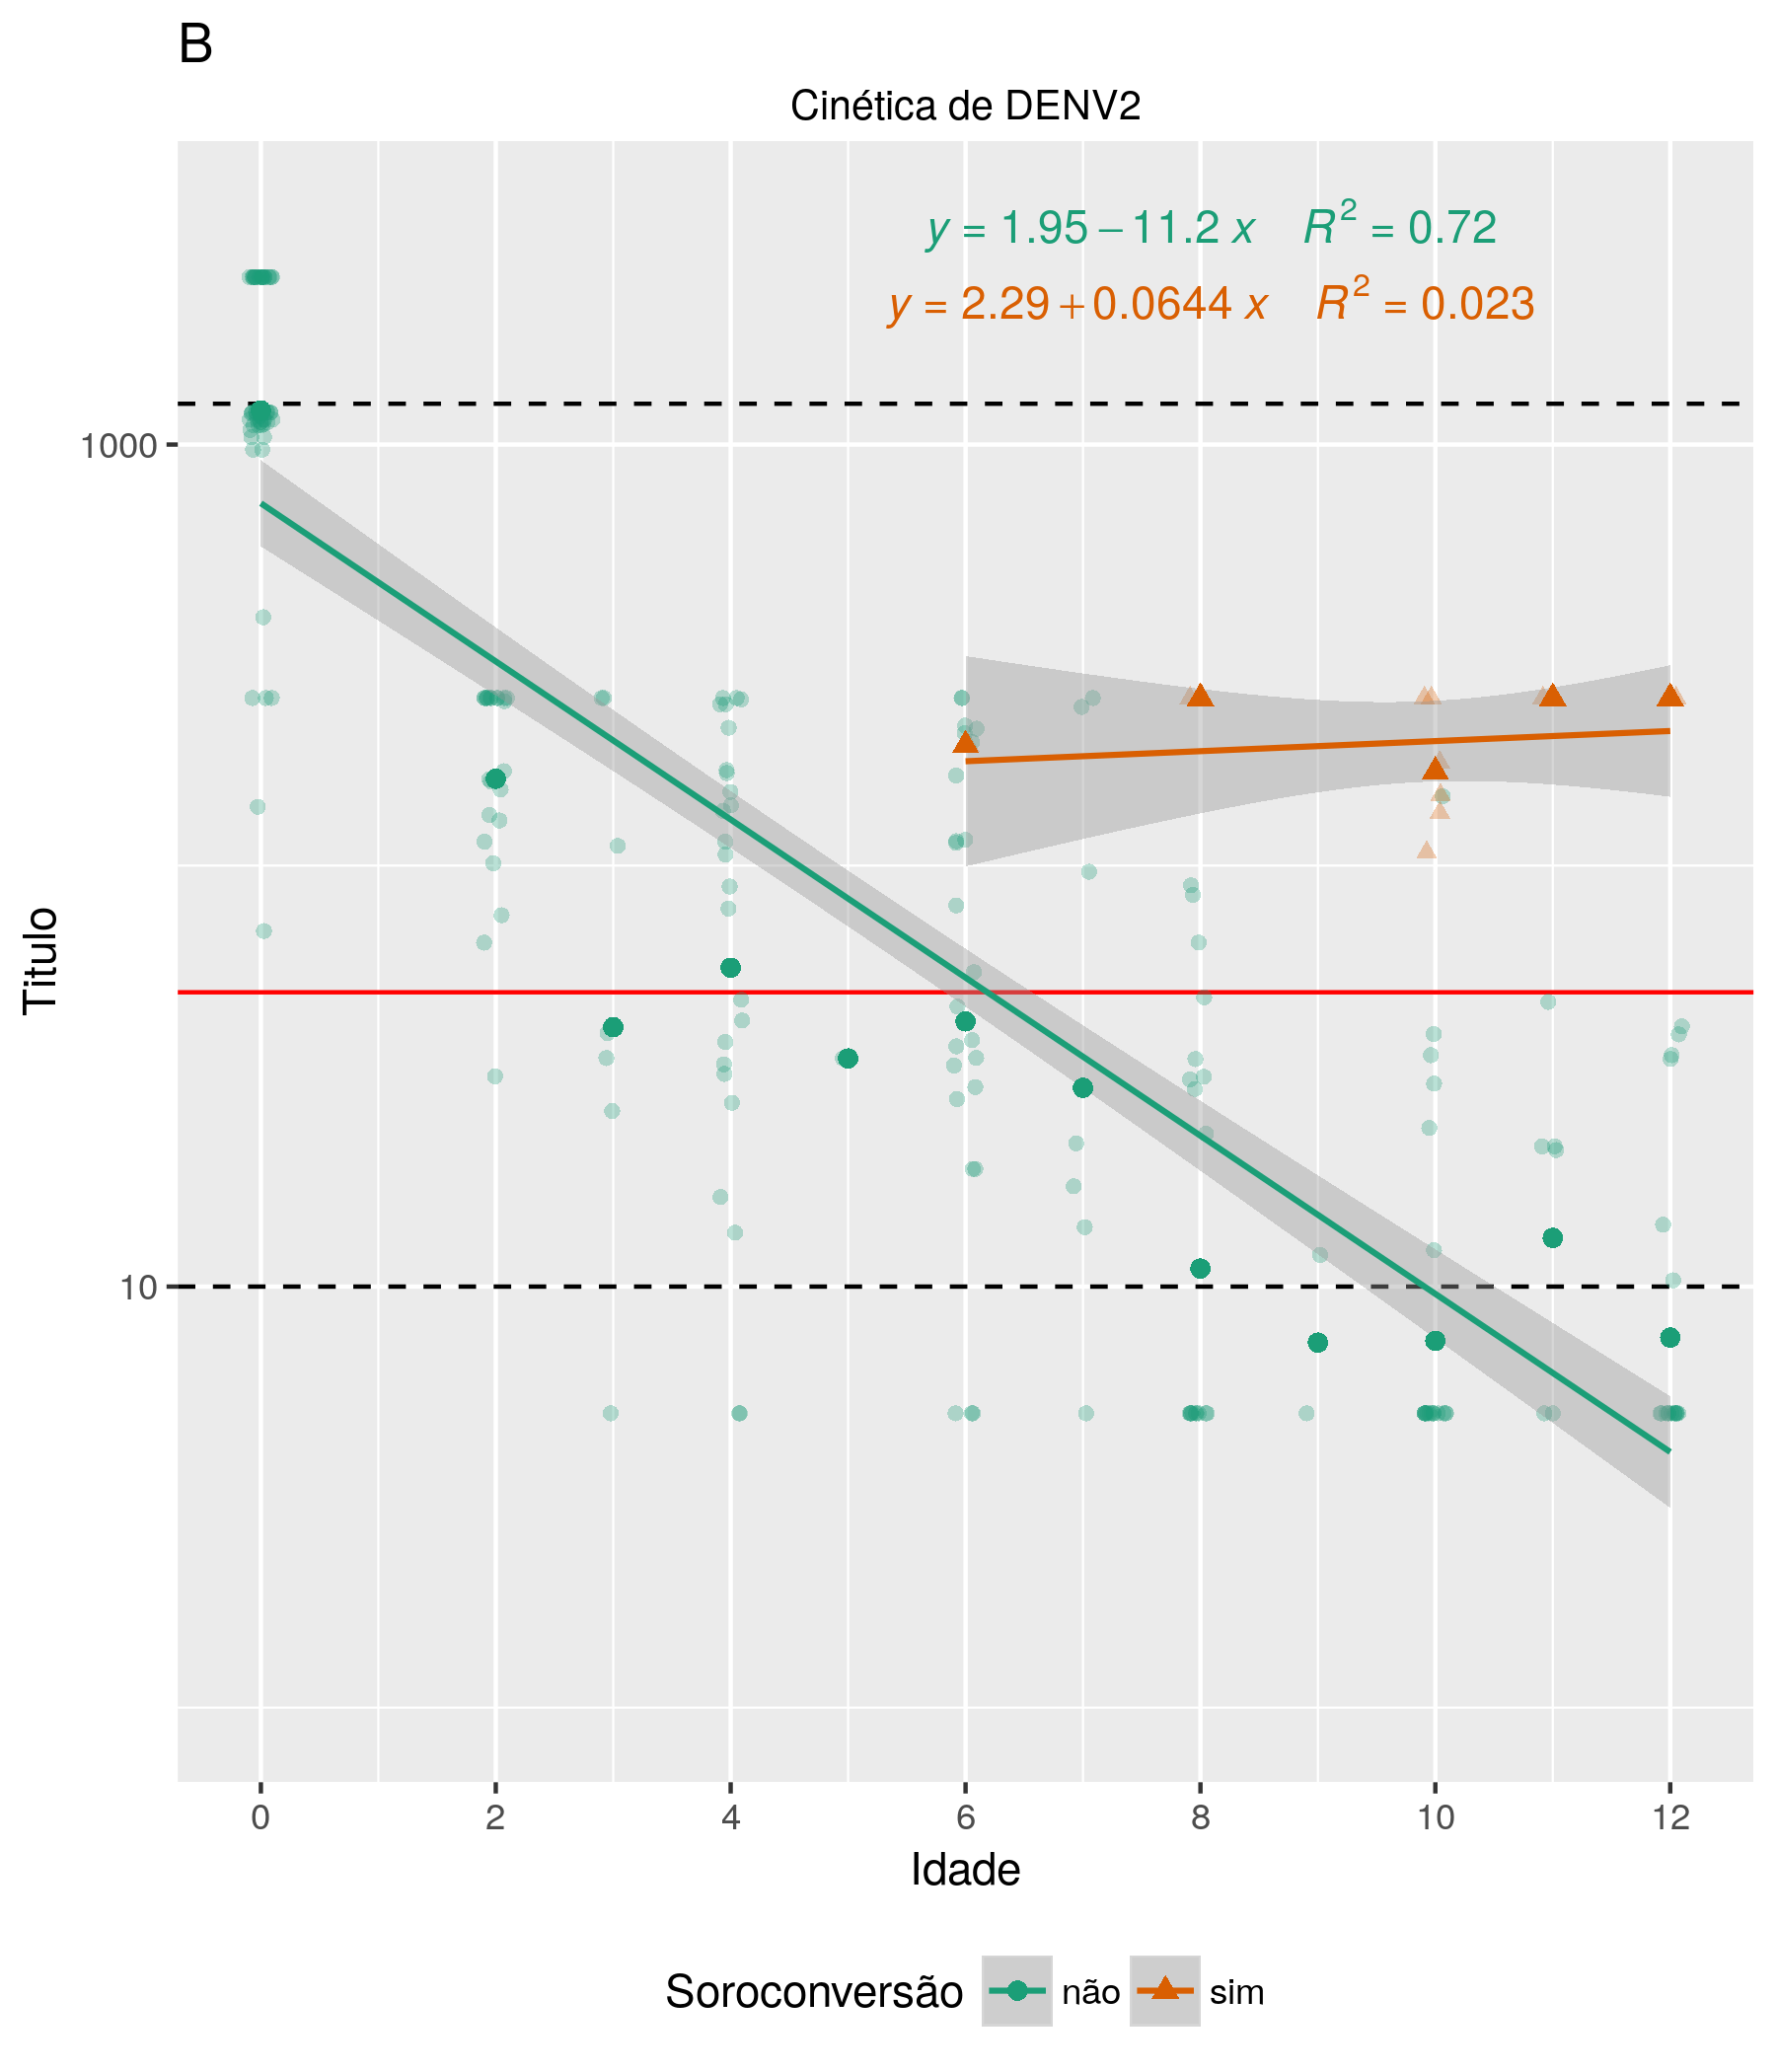 B
Cinética de DENV2
y = 1.95 − 11.2 x R² = 0.72
y = 2.29 + 0.0644 x R² = 0.023
1000
10
Titulo
0 2 4 6 8 10 12
Idade
Soroconversão não sim